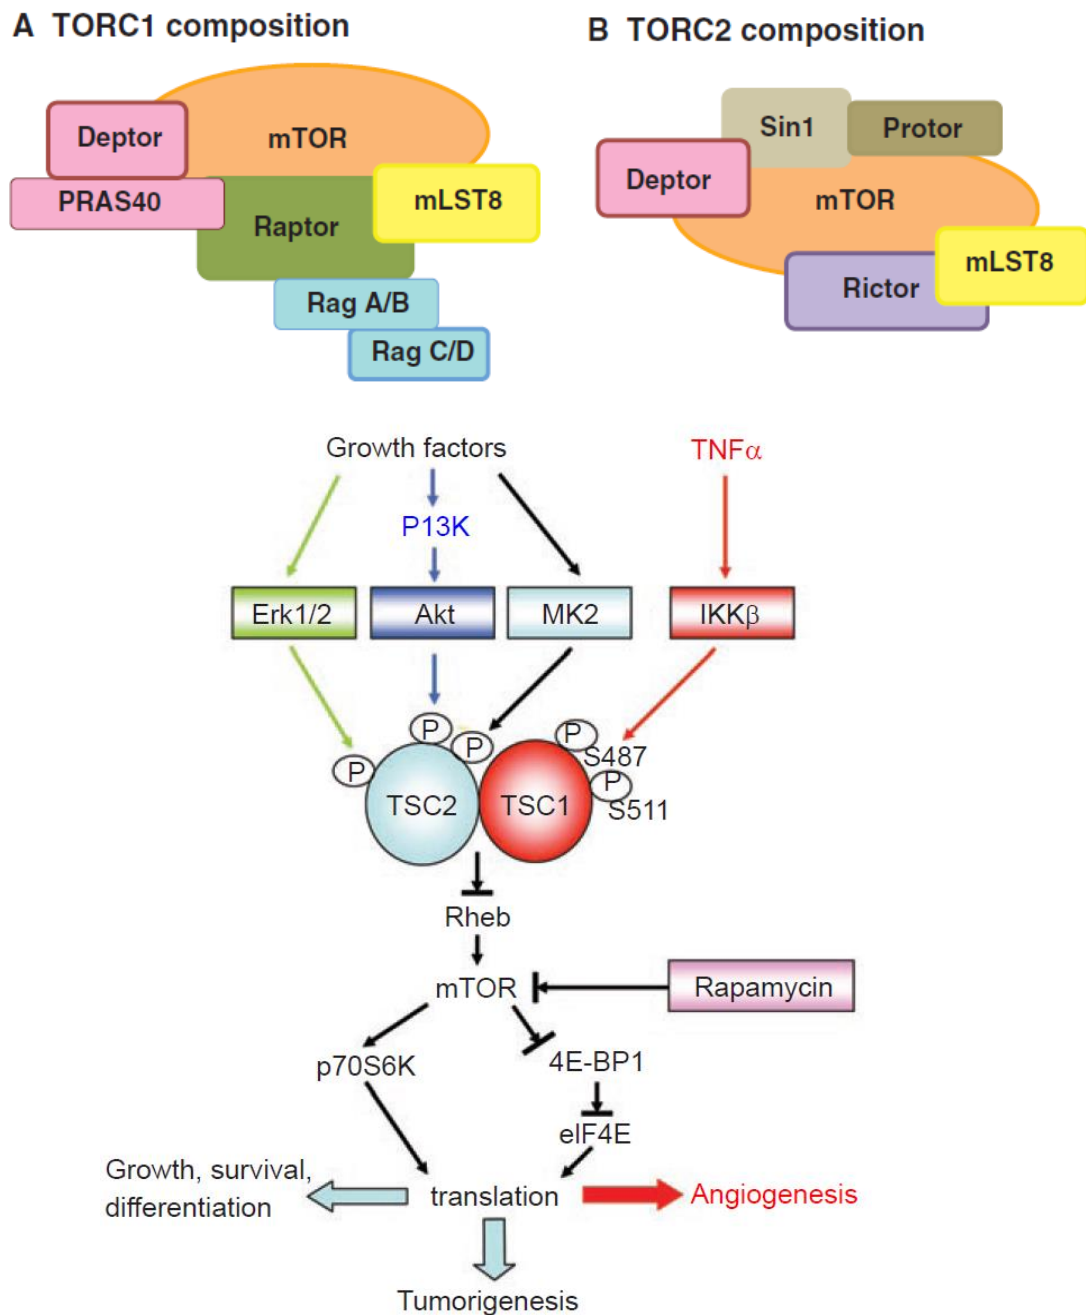 A TORC1 composition
B TORC2 composition
Deptor
mTOR
PRAS40
Raptor
mLST8
Rag A/B
Rag C/D
Sin1
Protor
Deptor
mTOR
mLST8
Rictor
Growth factors
TNFα
P13K
Erk1/2
Akt
MK2
IKKβ
P
P
P
P
S487
P
S511
TSC2
TSC1
Rheb
mTOR
Rapamycin
p70S6K
4E-BP1
eIF4E
Growth, survival,
differentiation
translation
Angiogenesis
Tumorigenesis